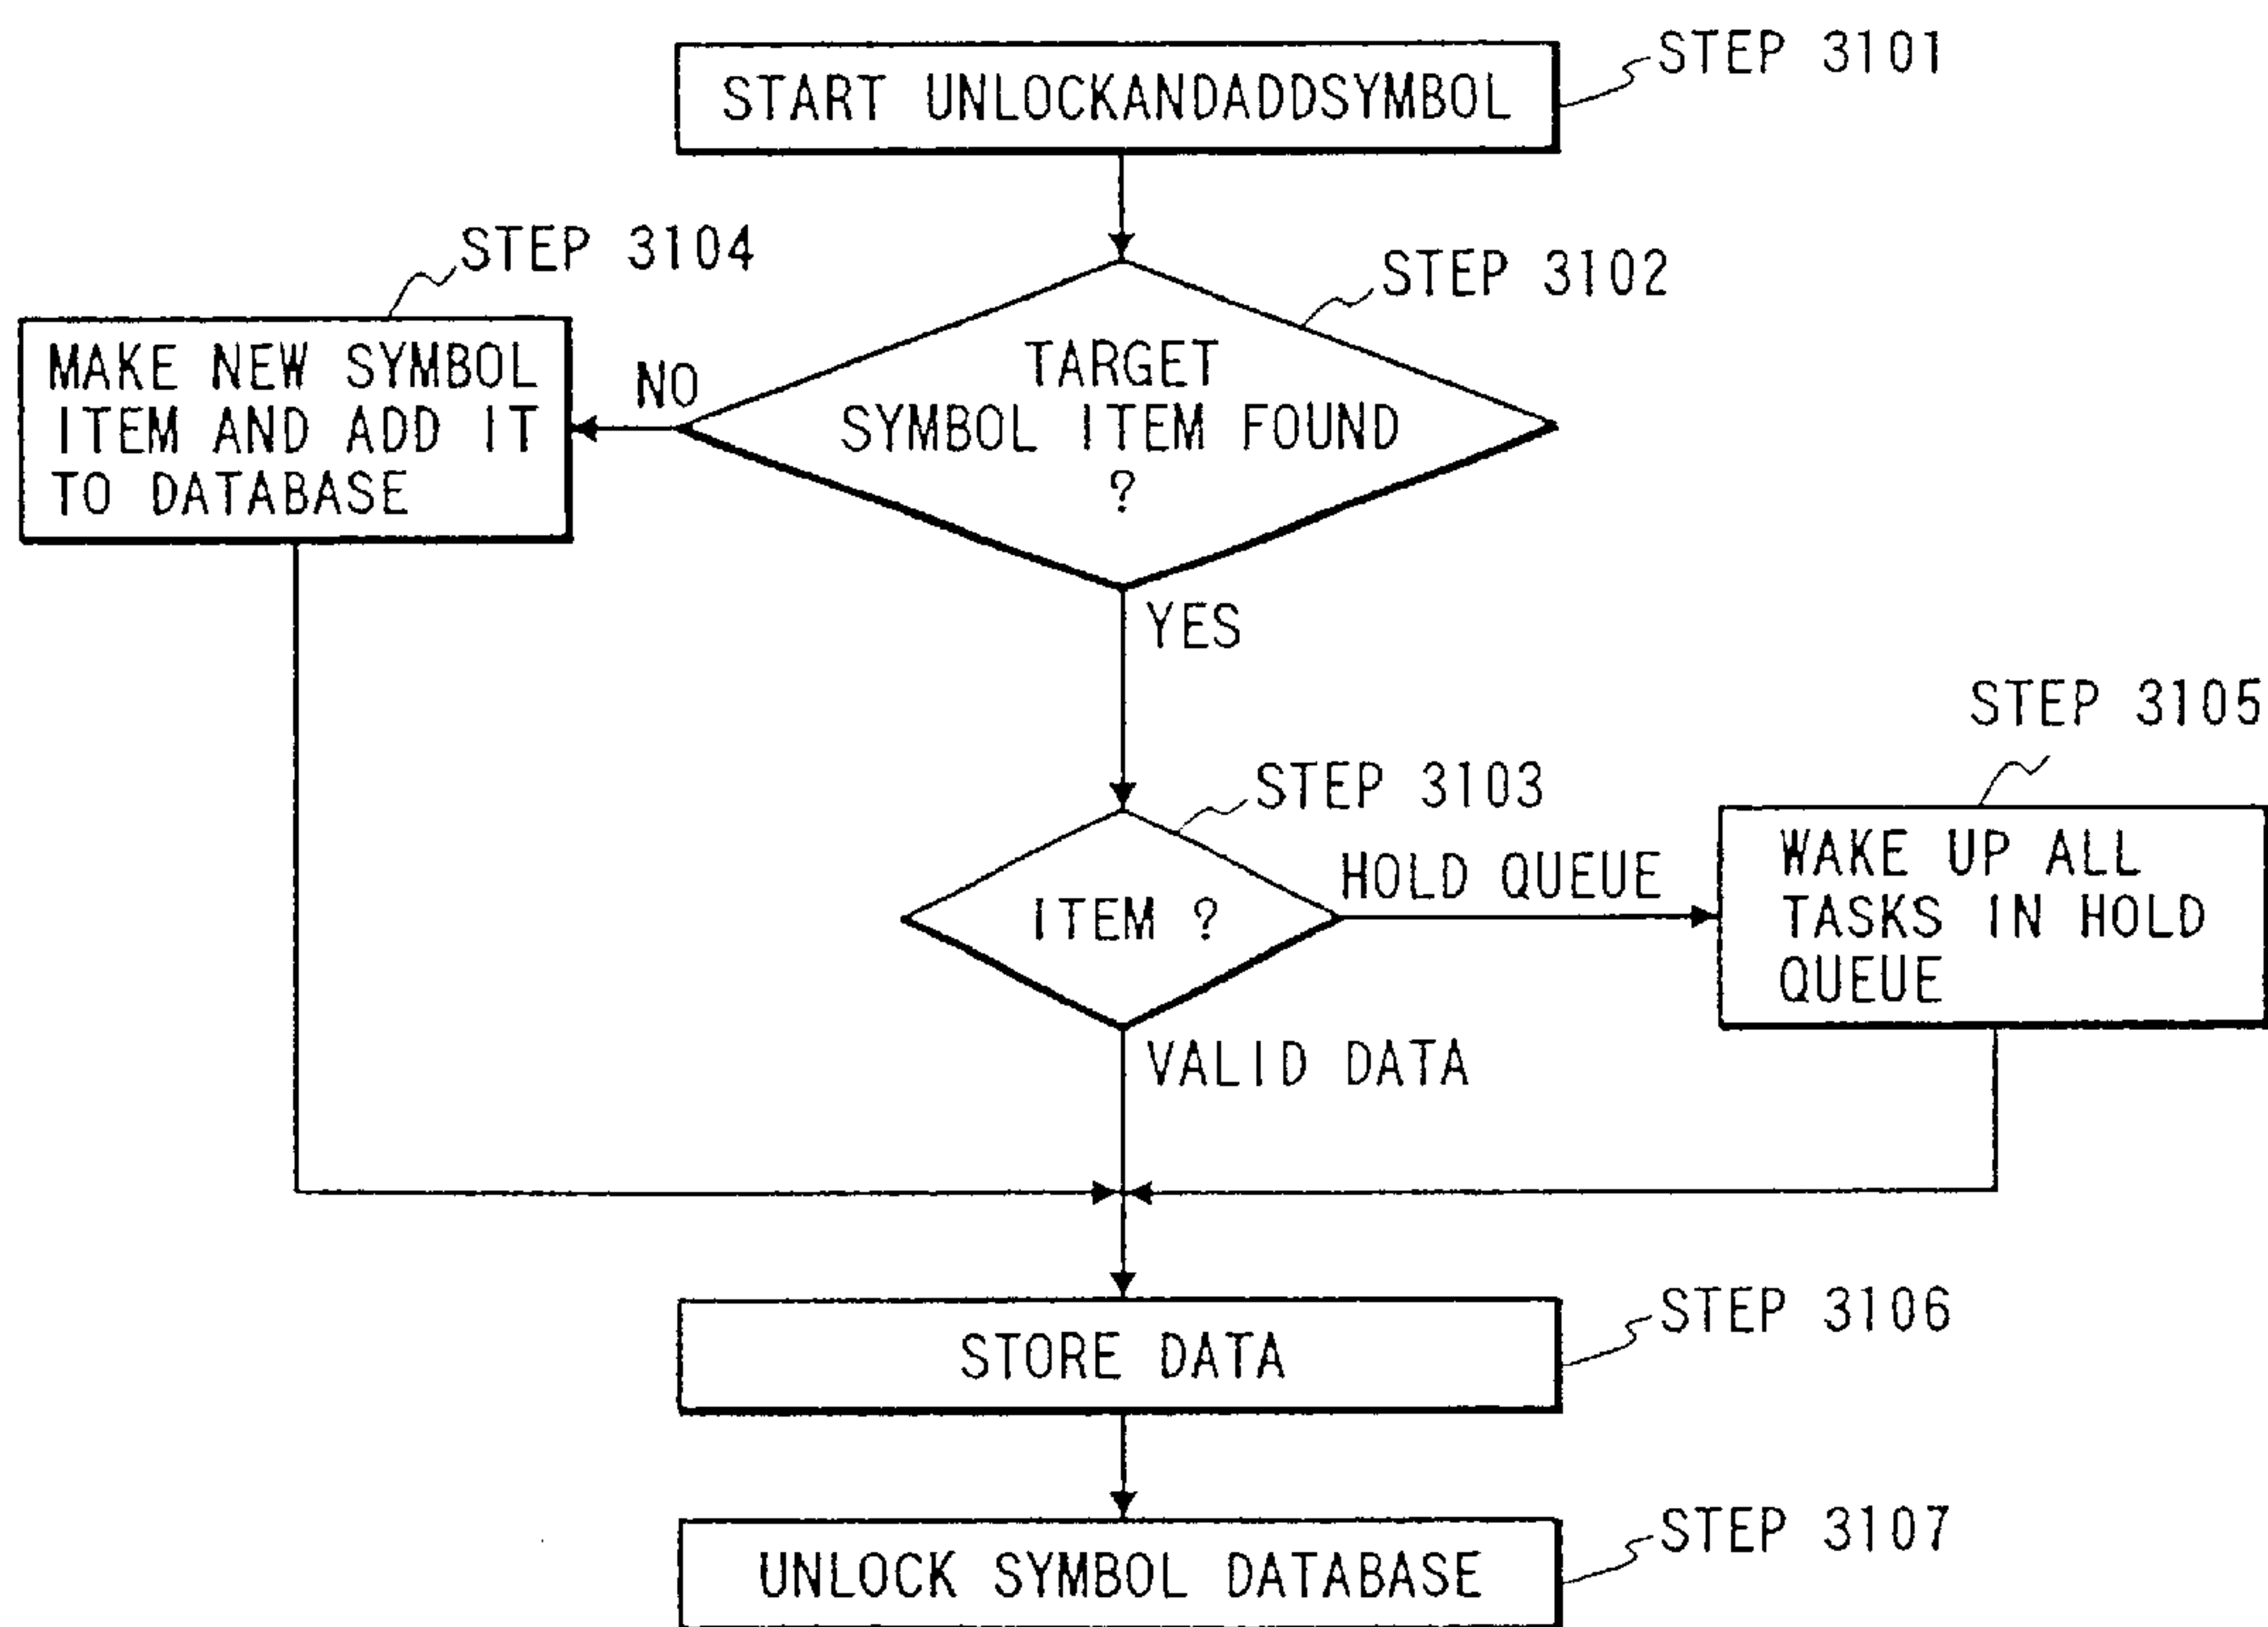 STEP 3101
START UNLOCKANDADDSYMBOL
STEP 3104
STEP 3102
MAKE NEW SYMBOL
ITEM AND ADD IT
TO DATABASE
NO
TARGET
SYMBOL ITEM FOUND
?
YES
STEP 3105
STEP 3103
ITEM ?
HOLD QUEUE
WAKE UP ALL
TASKS IN HOLD
QUEUE
VALID DATA
STEP 3106
STORE DATA
STEP 3107
UNLOCK SYMBOL DATABASE